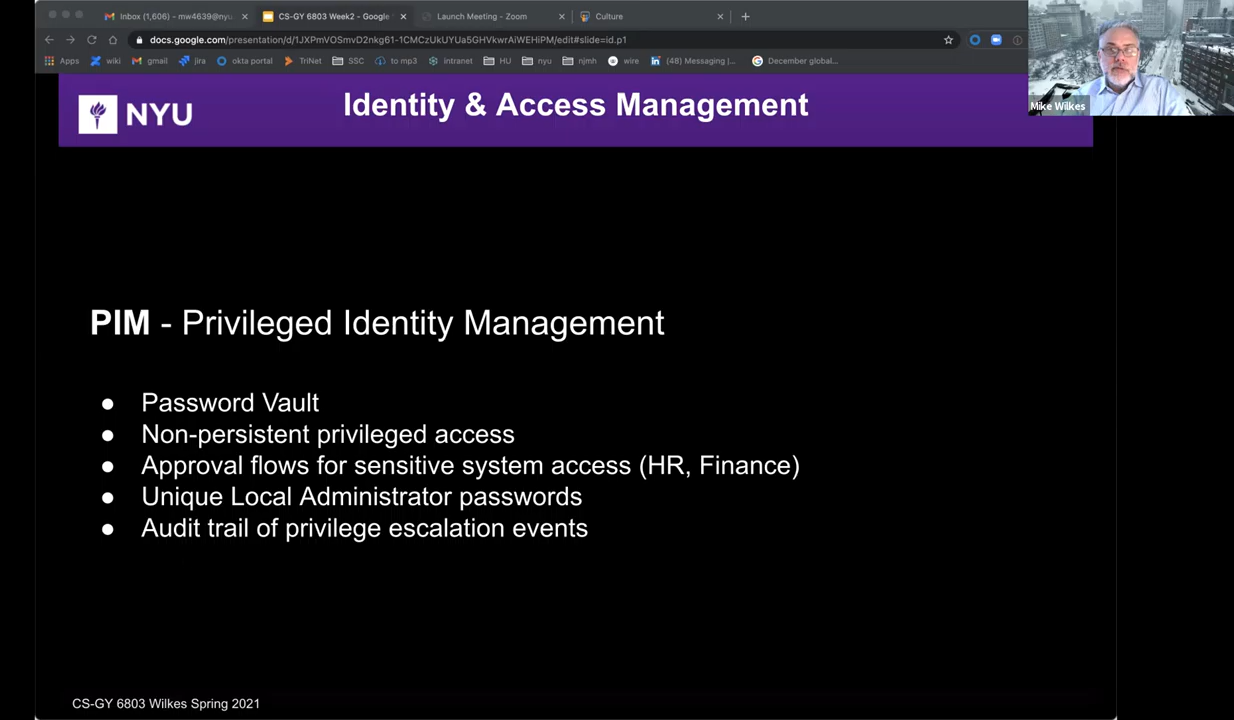 Inbox (1,606) - mw4639@nyu
CS-GY 6803 Week2 - Google
Launch Meeting - Zoom
Culture
docs.google.com/presentation/d/1JXPmVOSmvD2nkg61-1CMCzUkUYUa5GHVkwrAiWEHiPM/edit#slide=id.p1
Apps wiki gmail jira okta portal TriNet SSC to mp3 intranet HU nyu njmh wire (48) Messaging |... December global...
Mike Wilkes
NYU
Identity & Access Management
PIM - Privileged Identity Management
● Password Vault
● Non-persistent privileged access
● Approval flows for sensitive system access (HR, Finance)
● Unique Local Administrator passwords
● Audit trail of privilege escalation events
CS-GY 6803 Wilkes Spring 2021